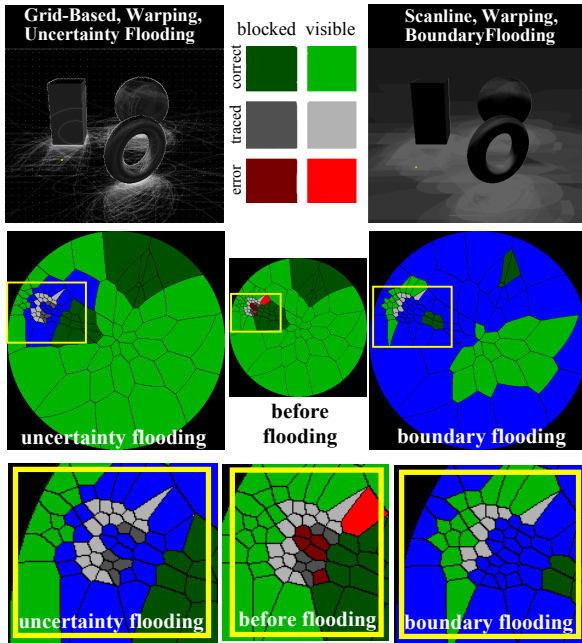 Grid-Based, Warping,
Uncertainty Flooding
blocked visible
correct
traced
error
Scanline, Warping,
BoundaryFlooding
uncertainty flooding
before
flooding
boundary flooding
uncertainty flooding
before flooding
boundary flooding